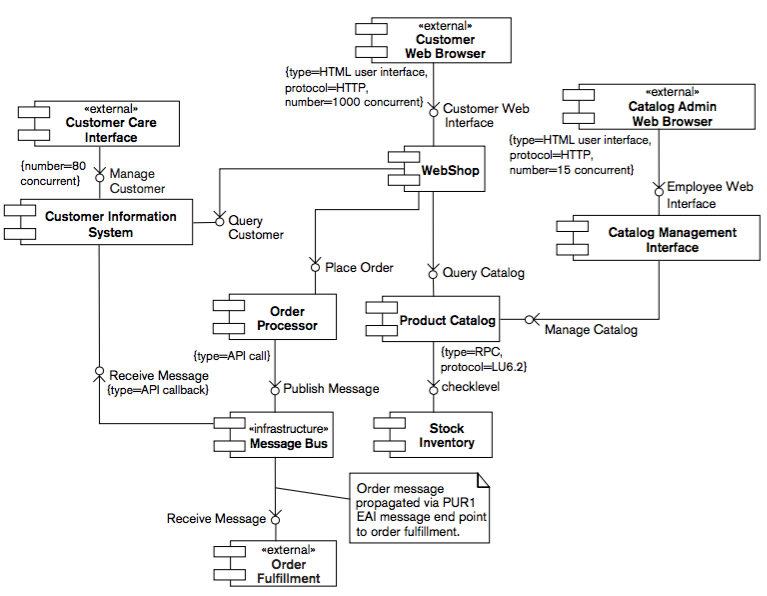 «external»
Customer
Web Browser
{type=HTML user interface,
protocol=HTTP,
number=1000 concurrent}
Customer Web
Interface
«external»
Catalog Admin
Web Browser
{type=HTML user interface,
protocol=HTTP,
number=15 concurrent}
Employee Web
Interface
«external»
Customer Care
Interface
{number=80
concurrent}
Manage
Customer
WebShop
Customer Information
System
Query
Customer
Catalog Management
Interface
Place Order
Query Catalog
Order
Processor
Product Catalog
Manage Catalog
{type=API call}
{type=RPC,
protocol=LU6.2}
Receive Message
{type=API callback}
Publish Message
checklevel
«infrastructure»
Message Bus
Stock
Inventory
Order message
propagated via PUR1
EAI message end point
to order fulfillment.
Receive Message
«external»
Order
Fulfillment